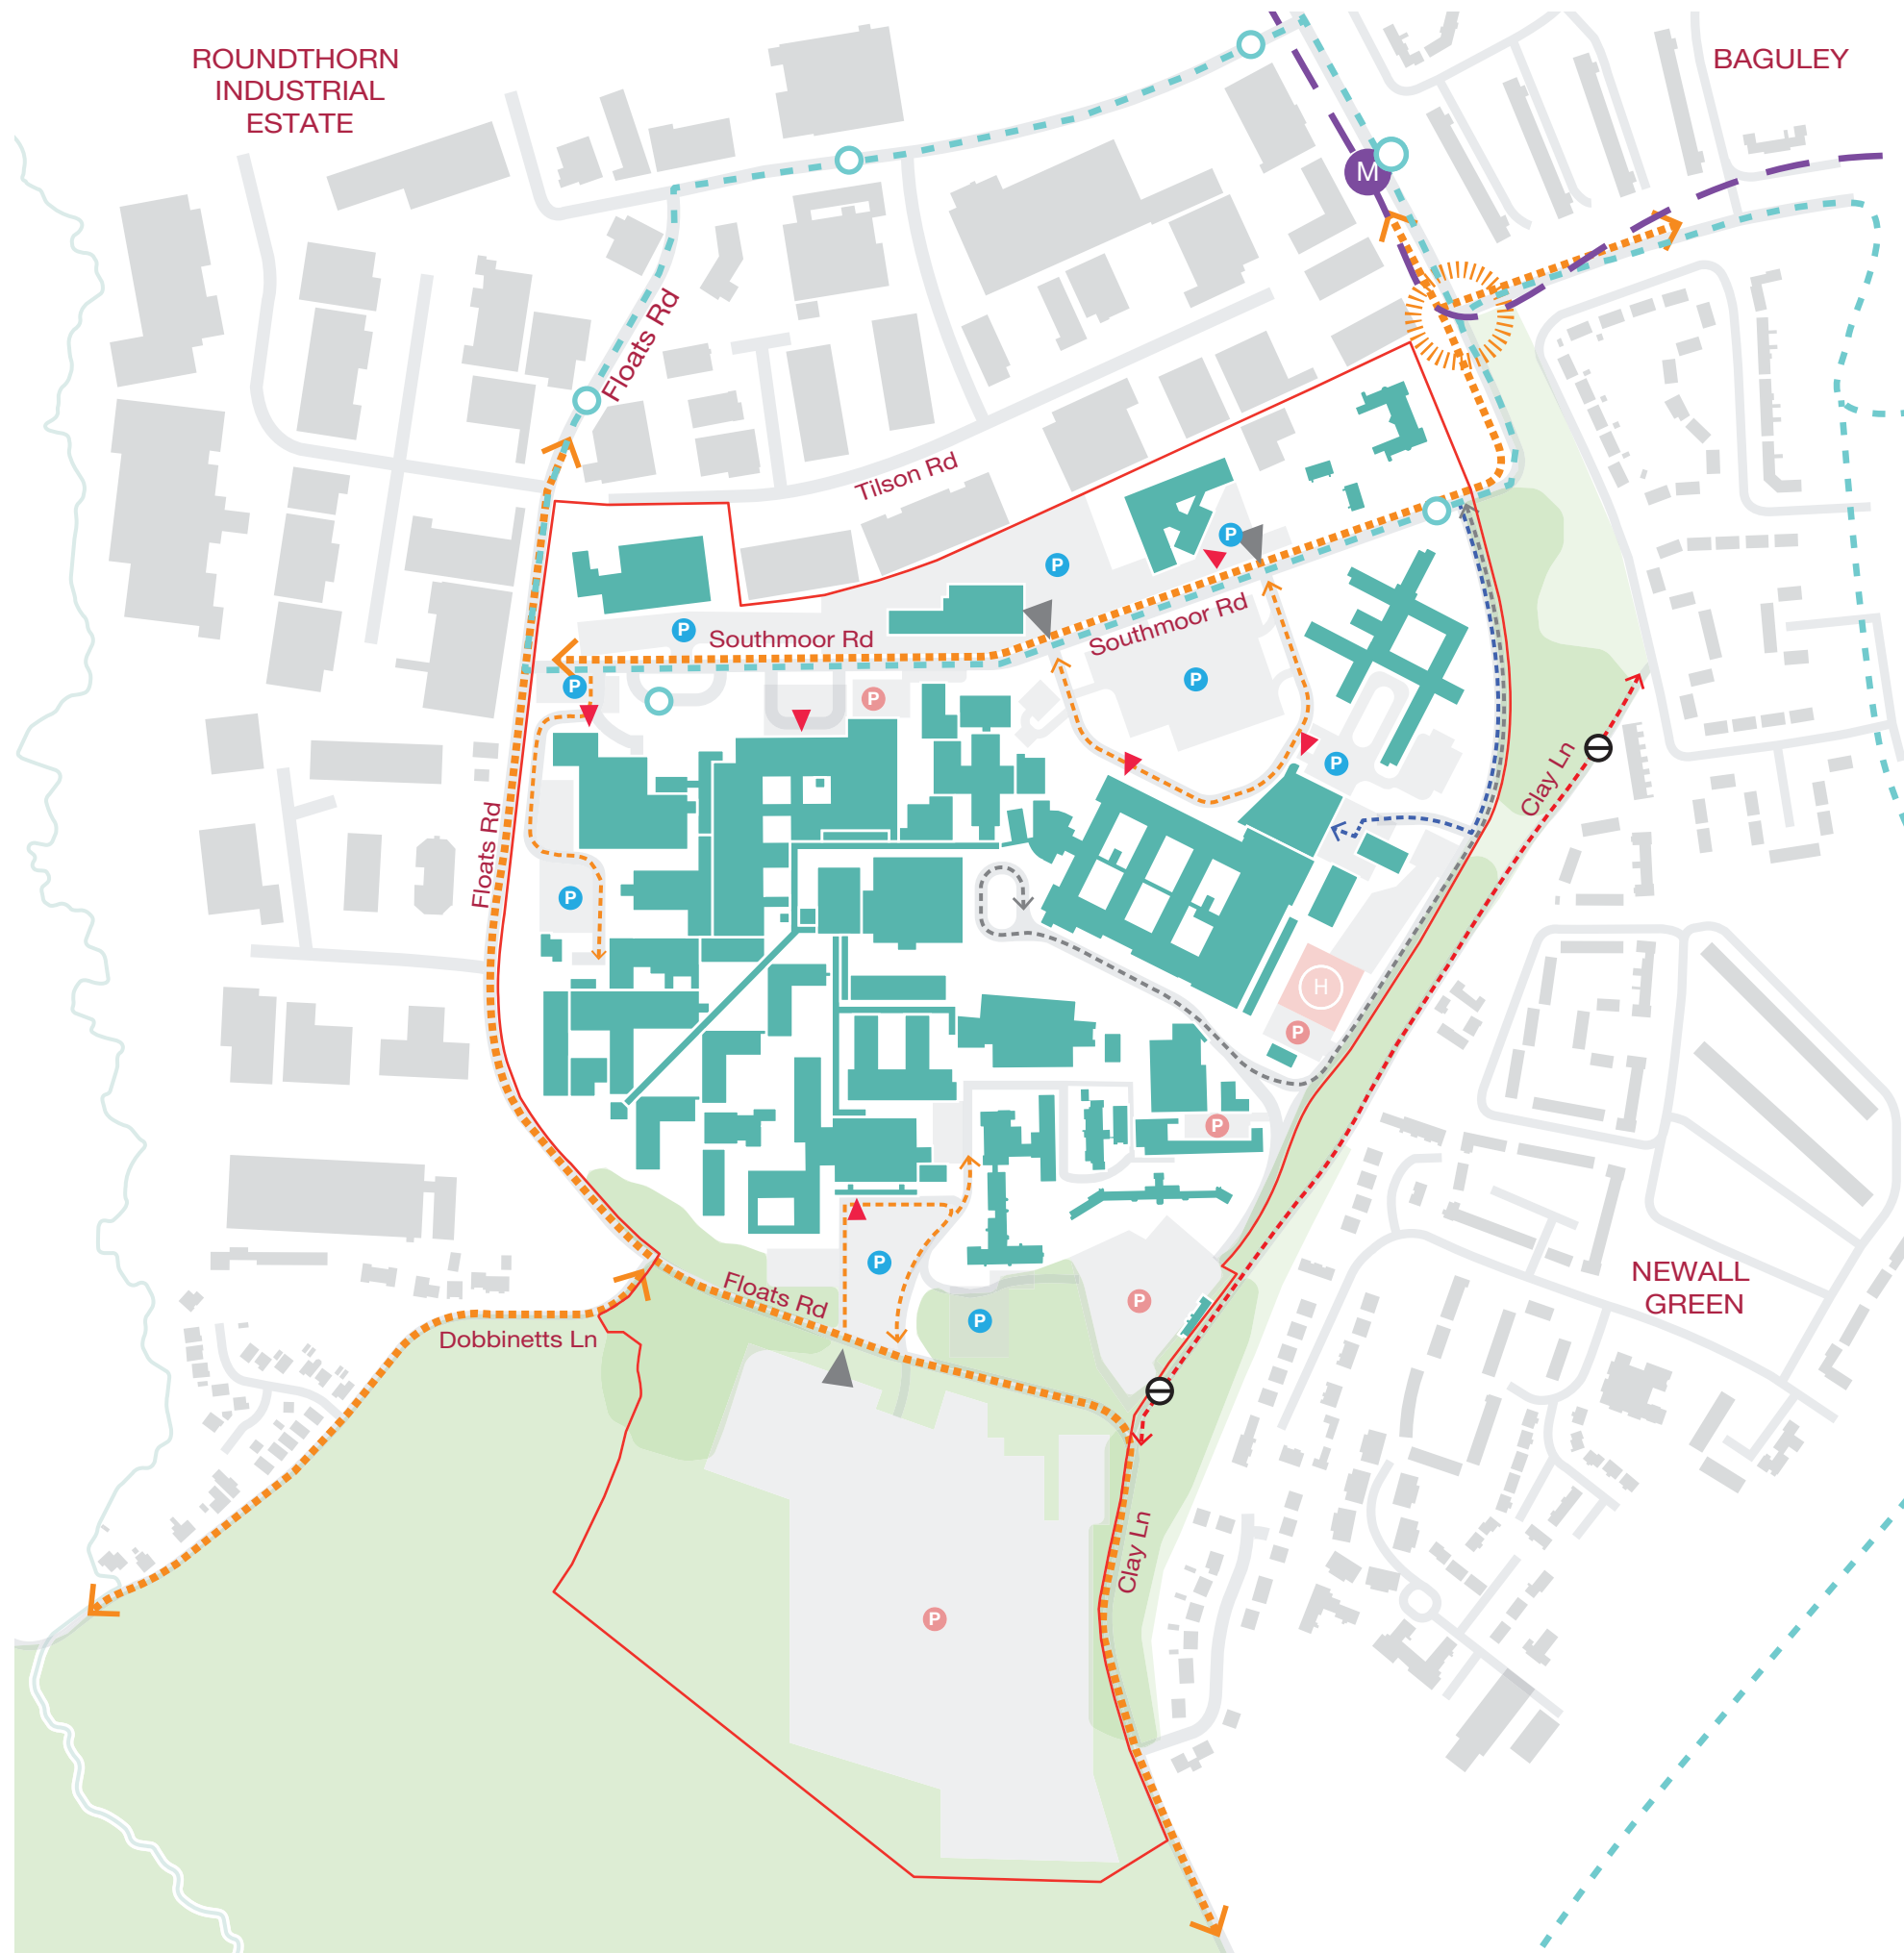 ROUNDTHORN
INDUSTRIAL
ESTATE
BAGULEY
M
Floats Rd
Tilson Rd
P
P
Southmoor Rd
P
Southmoor Rd
P
P
P
P
Clay Ln
Floats Rd
P
H
P
P
NEWALL
GREEN
P
Floats Rd
P
P
Dobbinetts Ln
Clay Ln
P